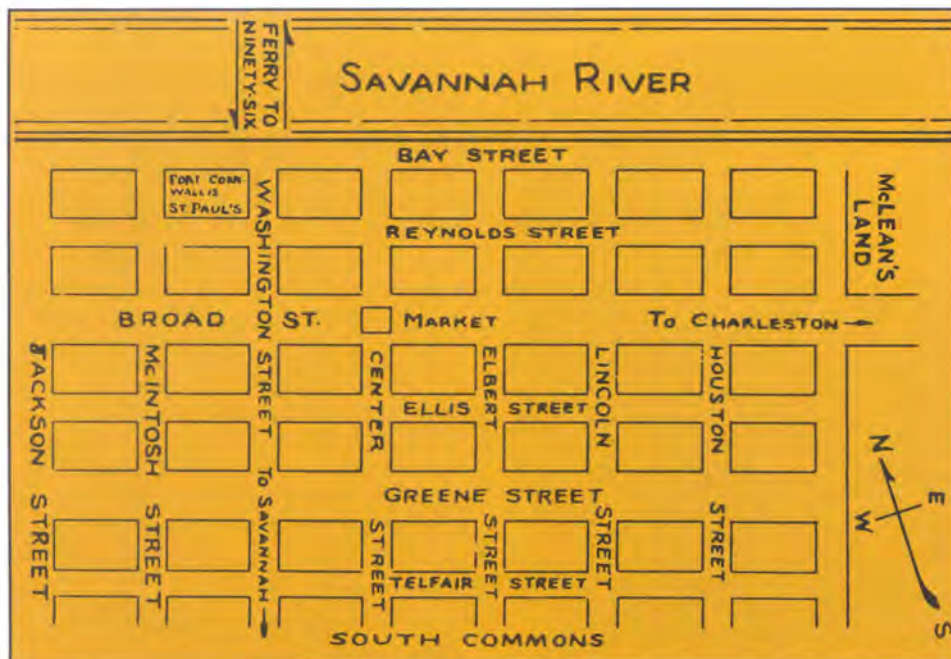 FERRY TO
NINETY-SIX
SAVANNAH RIVER
BAY STREET
FORT CORN-
WALLIS
ST PAUL'S
WASHINGTON STREET TO SAVANNAH
McLEAN'S
LAND
REYNOLDS STREET
BROAD ST.
MARKET
TO CHARLESTON
JACKSON STREET
McINTOSH STREET
CENTER STREET
ELBERT STREET
LINCOLN STREET
HOUSTON STREET
ELLIS STREET
GREENE STREET
TELFAIR STREET
SOUTH COMMONS
N
E
W
S